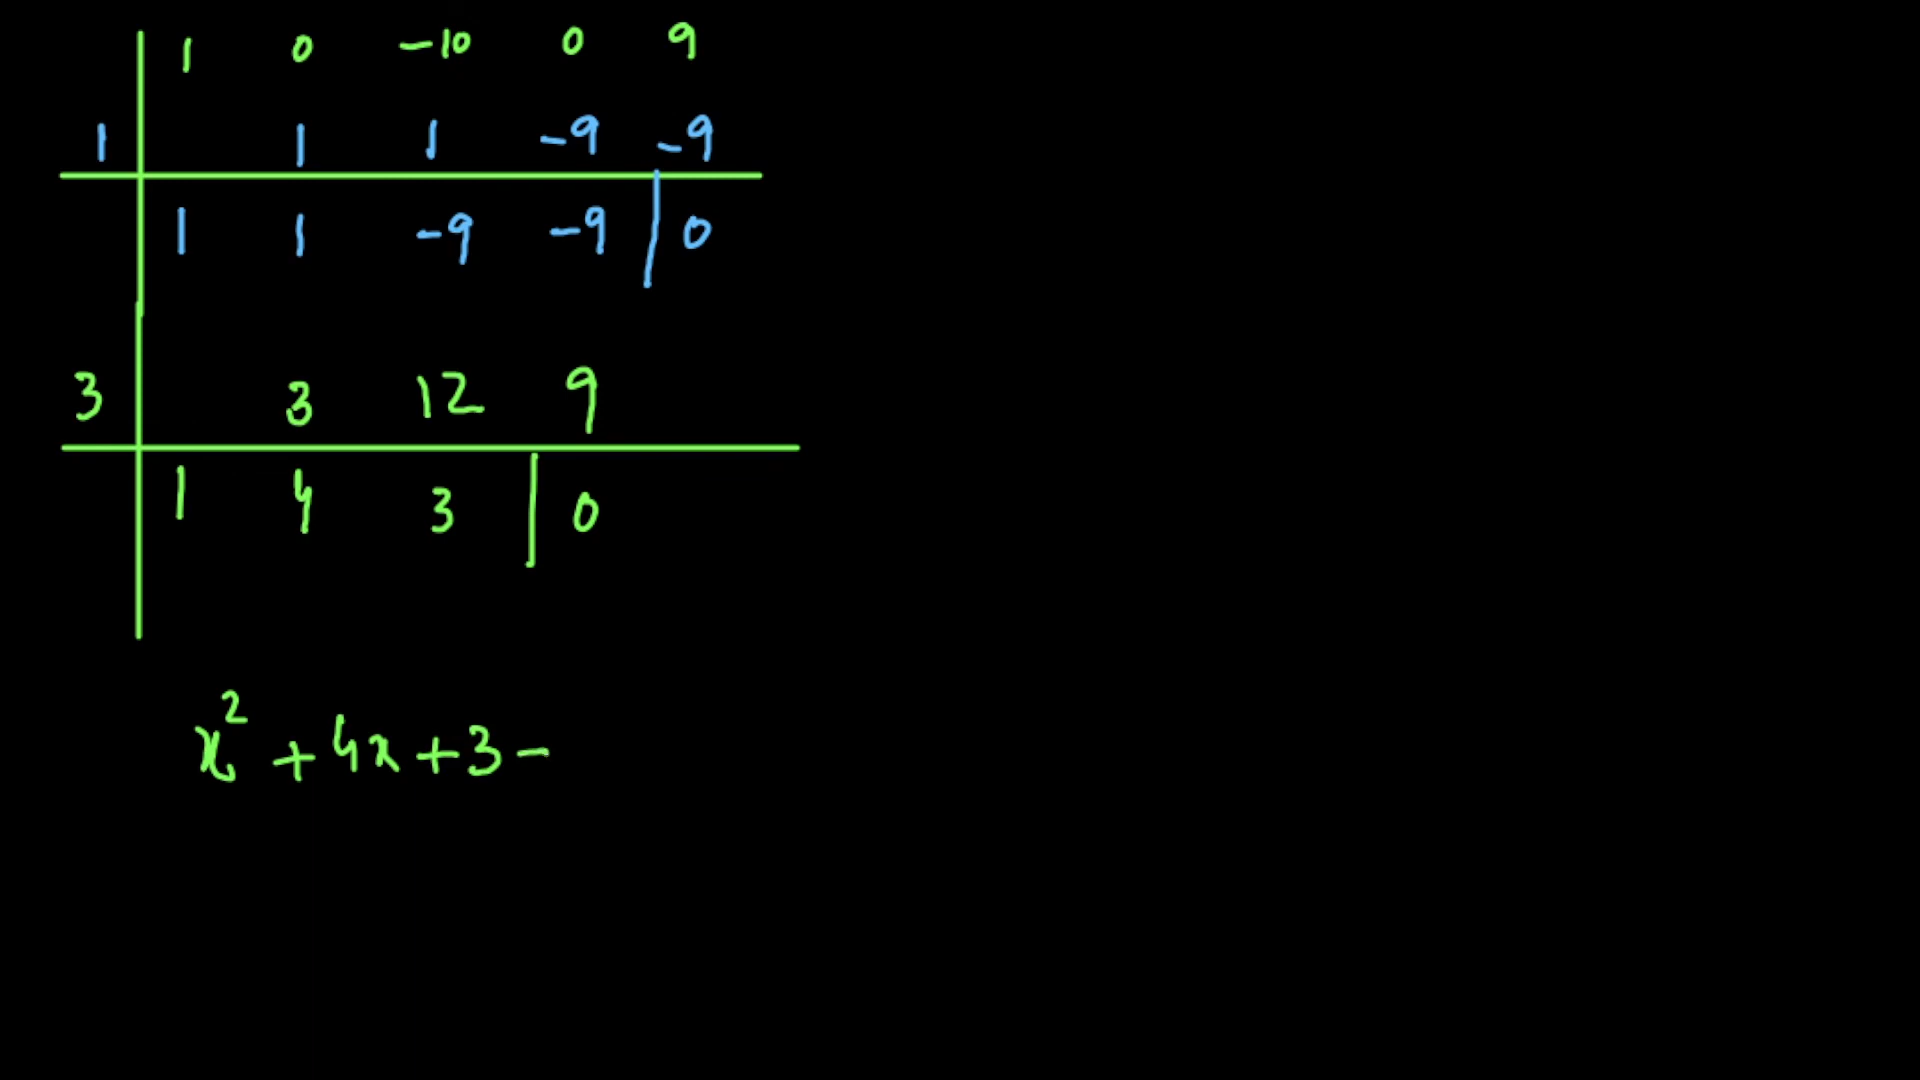 1 0 -10 0 9
1 1 1 -9 -9
1 1 -9 -9 0
3 3 12 9
1 4 3 0
x² + 4x + 3 -